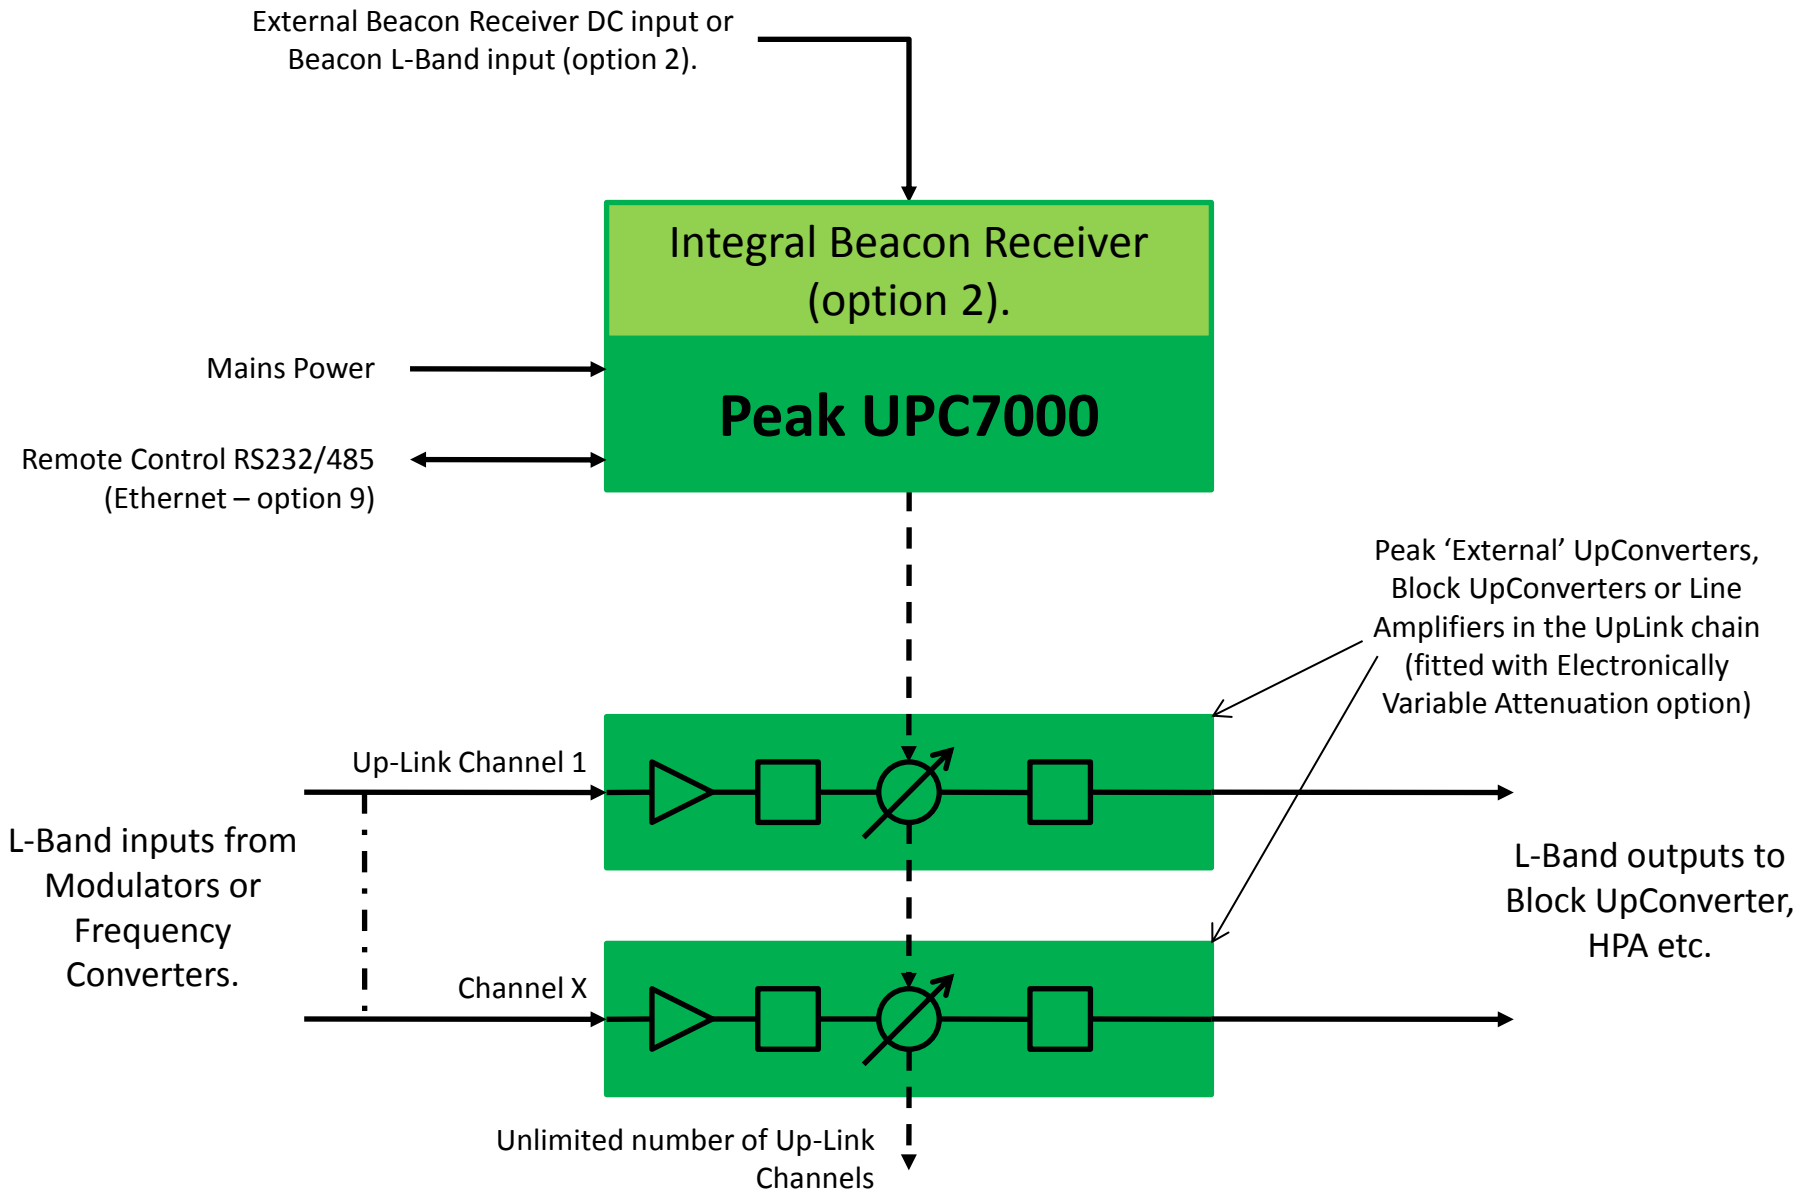 External Beacon Receiver DC input or
Beacon L-Band input (option 2).
Integral Beacon Receiver
(option 2).
Mains Power
Peak UPC7000
Remote Control RS232/485
(Ethernet – option 9)
Peak ‘External’ UpConverters,
Block UpConverters or Line
Amplifiers in the UpLink chain
(fitted with Electronically
Variable Attenuation option)
Up-Link Channel 1
L-Band inputs from
Modulators or
Frequency
Converters.
L-Band outputs to
Block UpConverter,
HPA etc.
Channel X
Unlimited number of Up-Link
Channels